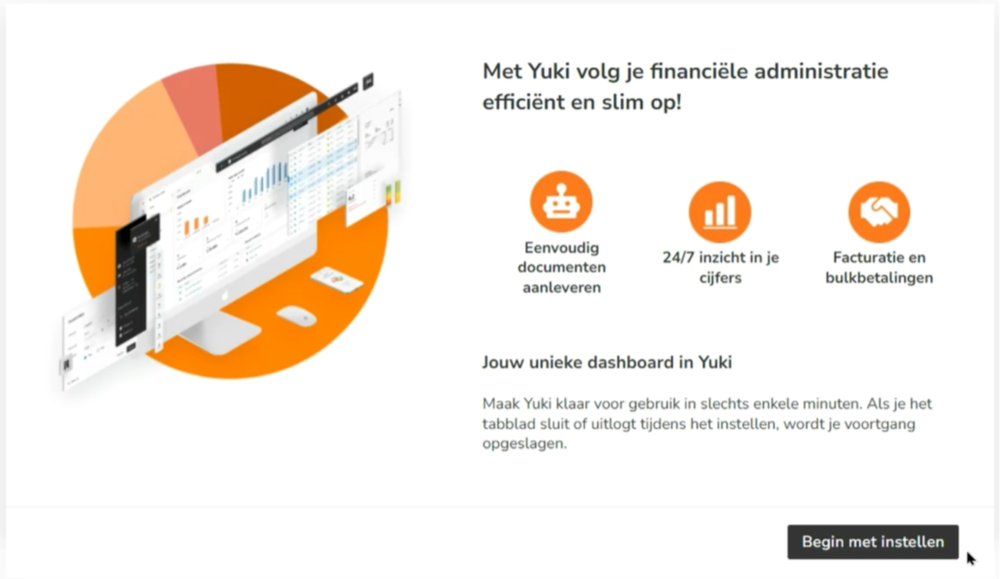 Met Yuki volg je financiële administratie
efficiënt en slim op!
Eenvoudig
documenten
aanleveren
24/7 inzicht in je
cijfers
Facturatie en
bulkbetalingen
Jouw unieke dashboard in Yuki
Maak Yuki klaar voor gebruik in slechts enkele minuten. Als je het
tabblad sluit of uitlogt tijdens het instellen, wordt je voortgang
opgeslagen.
Begin met instellen